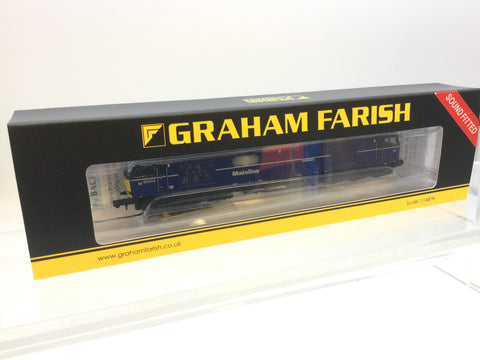 GRAHAM FARISH
SOUND FITTED
Mainline
www.grahamfarish.co.uk
Scale 1:148/N